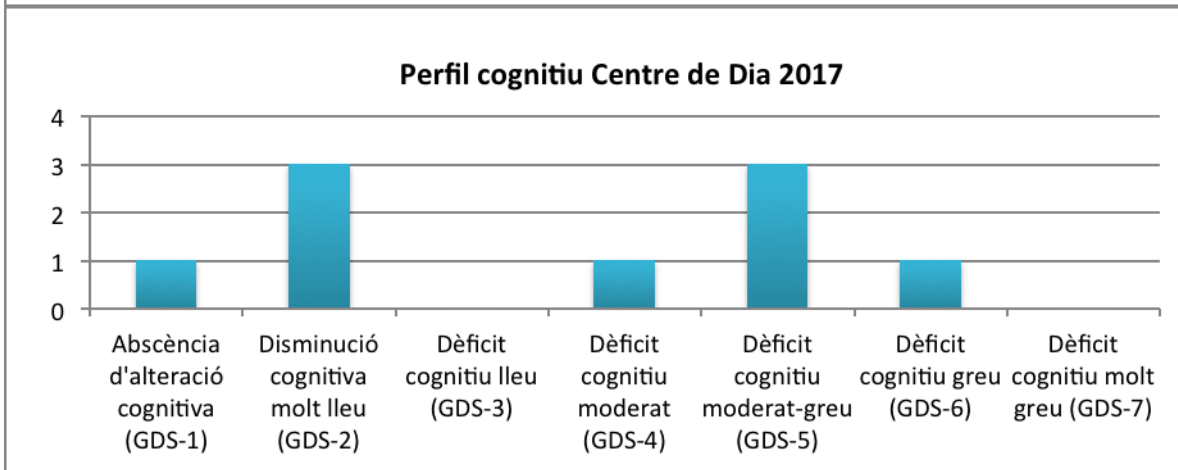 Perfil cognitiu Centre de Dia 2017
4
3
2
1
0
Abscència
d'alteració
cognitiva
(GDS-1)
Disminució
cognitiva
molt lleu
(GDS-2)
Dèficit
cognitiu lleu
(GDS-3)
Dèficit
cognitiu
moderat
(GDS-4)
Dèficit
cognitiu
moderat-greu
(GDS-5)
Dèficit
cognitiu greu
(GDS-6)
Dèficit
cognitiu molt
greu (GDS-7)